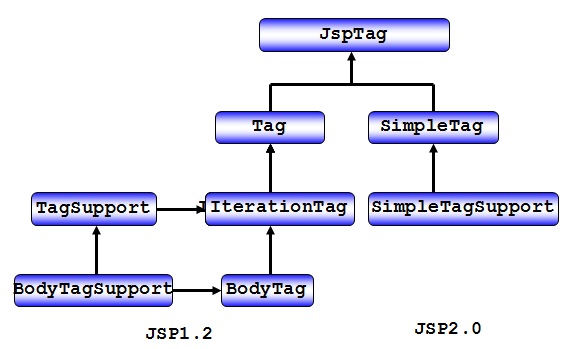 JspTag
Tag
SimpleTag
TagSupport
IterationTag
SimpleTagSupport
BodyTagSupport
BodyTag
JSP1.2
JSP2.0